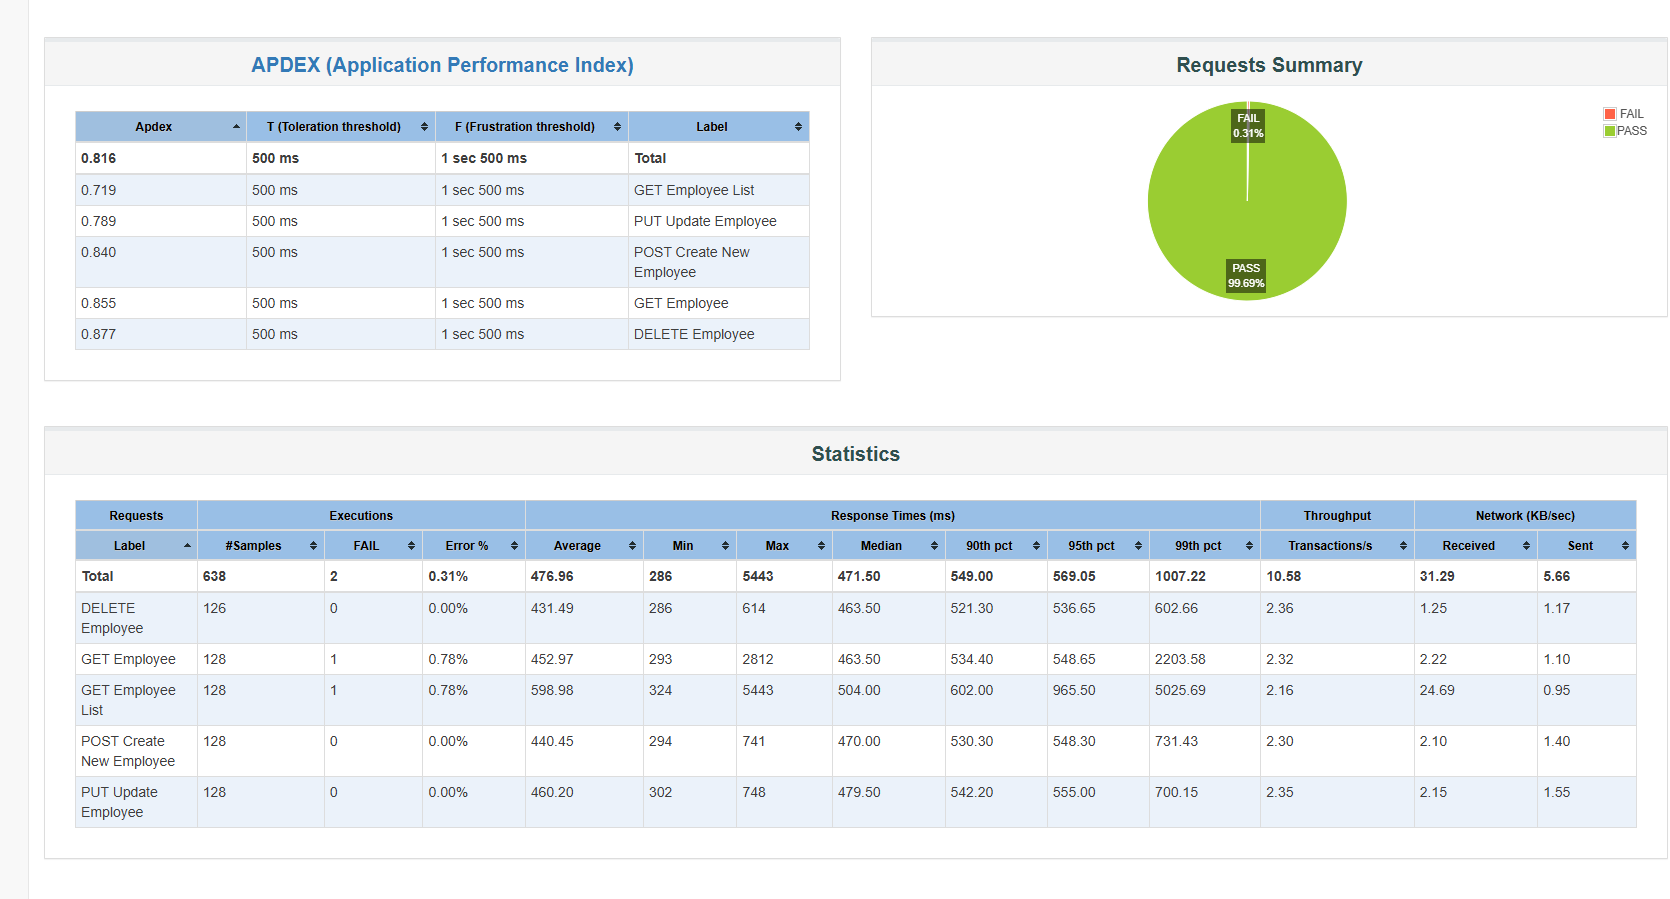 APDEX (Application Performance Index)
Apdex T (Toleration threshold) F (Frustration threshold) Label
0.816 500 ms 1 sec 500 ms Total
0.719 500 ms 1 sec 500 ms GET Employee List
0.789 500 ms 1 sec 500 ms PUT Update Employee
0.840 500 ms 1 sec 500 ms POST Create New
Employee
0.855 500 ms 1 sec 500 ms GET Employee
0.877 500 ms 1 sec 500 ms DELETE Employee
Requests Summary
FAIL
0.31%
PASS
99.69%
FAIL
PASS
Statistics
Requests Executions Response Times (ms) Throughput Network (KB/sec)
Label #Samples FAIL Error % Average Min Max Median 90th pct 95th pct 99th pct Transactions/s Received Sent
Total 638 2 0.31% 476.96 286 5443 471.50 549.00 569.05 1007.22 10.58 31.29 5.66
DELETE 126 0 0.00% 431.49 286 614 463.50 521.30 536.65 602.66 2.36 1.25 1.17
Employee
GET Employee 128 1 0.78% 452.97 293 2812 463.50 534.40 548.65 2203.58 2.32 2.22 1.10
GET Employee 128 1 0.78% 598.98 324 5443 504.00 602.00 965.50 5025.69 2.16 24.69 0.95
List
POST Create 128 0 0.00% 440.45 294 741 470.00 530.30 548.30 731.43 2.30 2.10 1.40
New Employee
PUT Update 128 0 0.00% 460.20 302 748 479.50 542.20 555.00 700.15 2.35 2.15 1.55
Employee